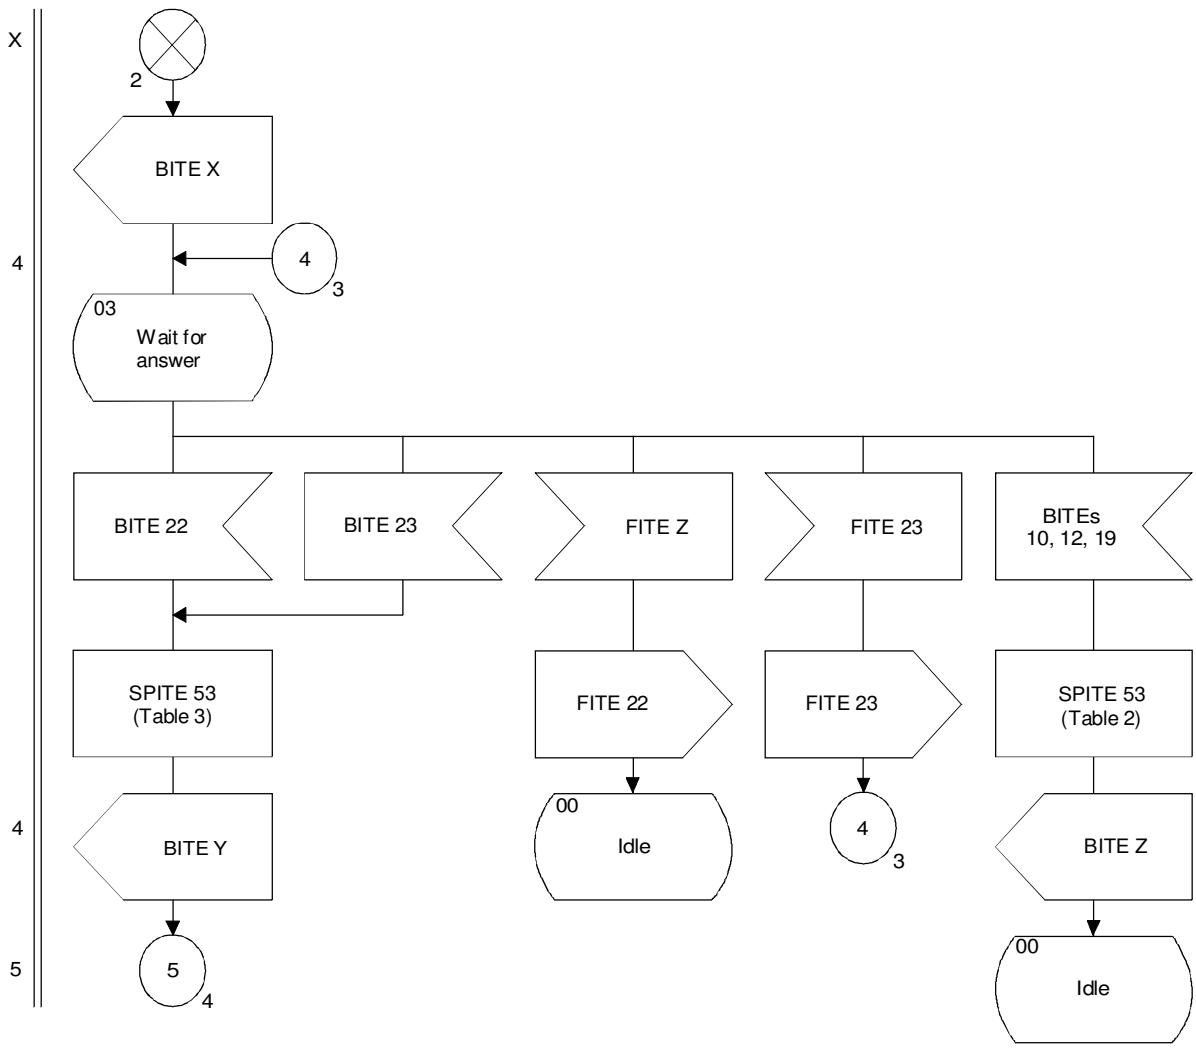 X
2
BITE X
4
4
3
03
Wait for
answer
BITE 22
BITE 23
FITE Z
FITE 23
BITEs
10, 12, 19
SPITE 53
(Table 3)
FITE 22
FITE 23
SPITE 53
(Table 2)
4
BITE Y
00
Idle
4
3
BITE Z
5
5
4
00
Idle